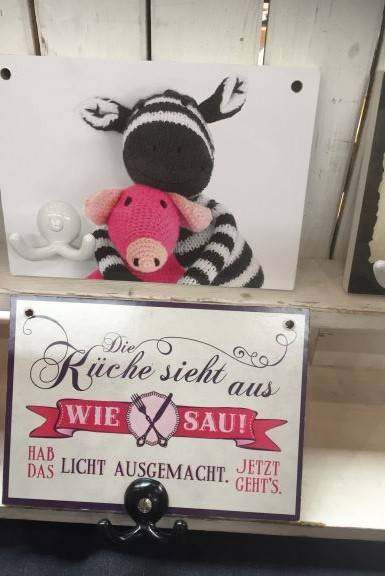 Die
Küche sieht aus
WIE SAU!
HAB DAS LICHT AUSGEMACHT. JETZT GEHT'S.